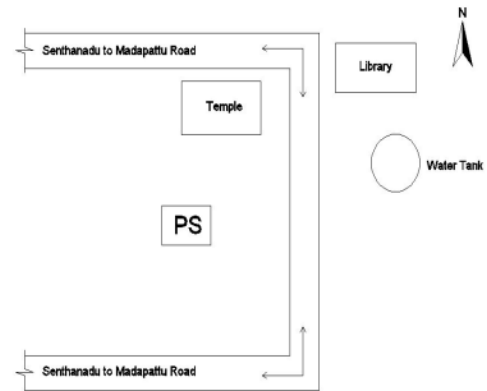 N
Senthanadu to Madapattu Road
Library
Temple
Water Tank
PS
Senthanadu to Madapattu Road